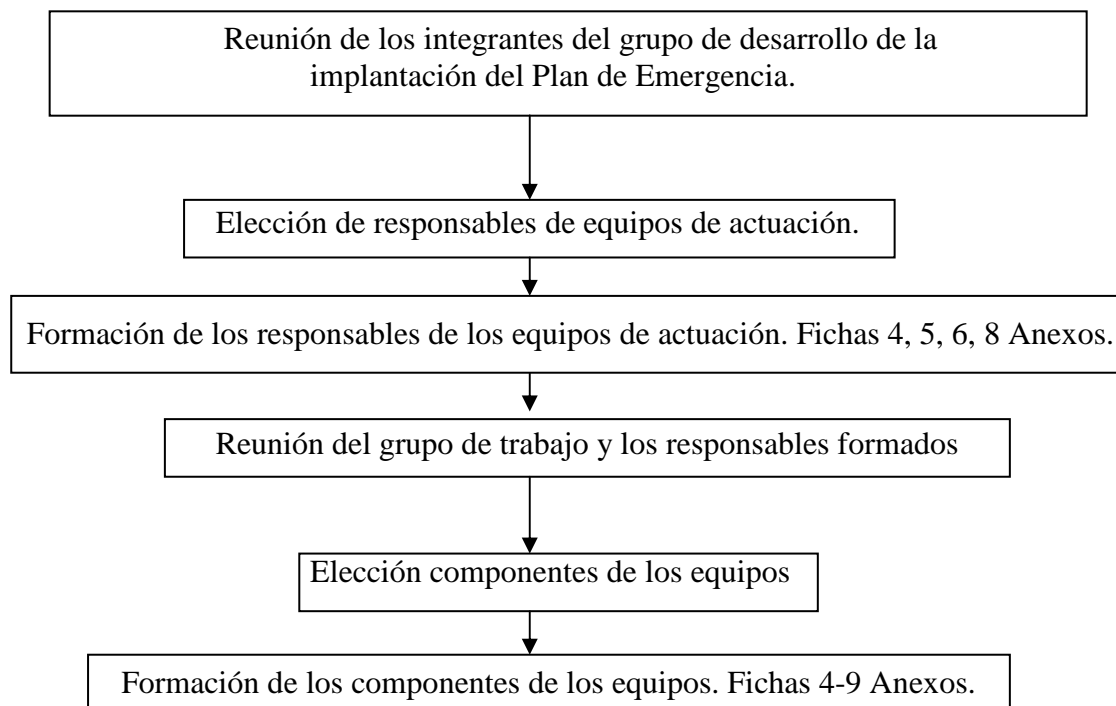 Reunión de los integrantes del grupo de desarrollo de la
implantación del Plan de Emergencia.
Elección de responsables de equipos de actuación.
Formación de los responsables de los equipos de actuación. Fichas 4, 5, 6, 8 Anexos.
Reunión del grupo de trabajo y los responsables formados
Elección componentes de los equipos
Formación de los componentes de los equipos. Fichas 4-9 Anexos.